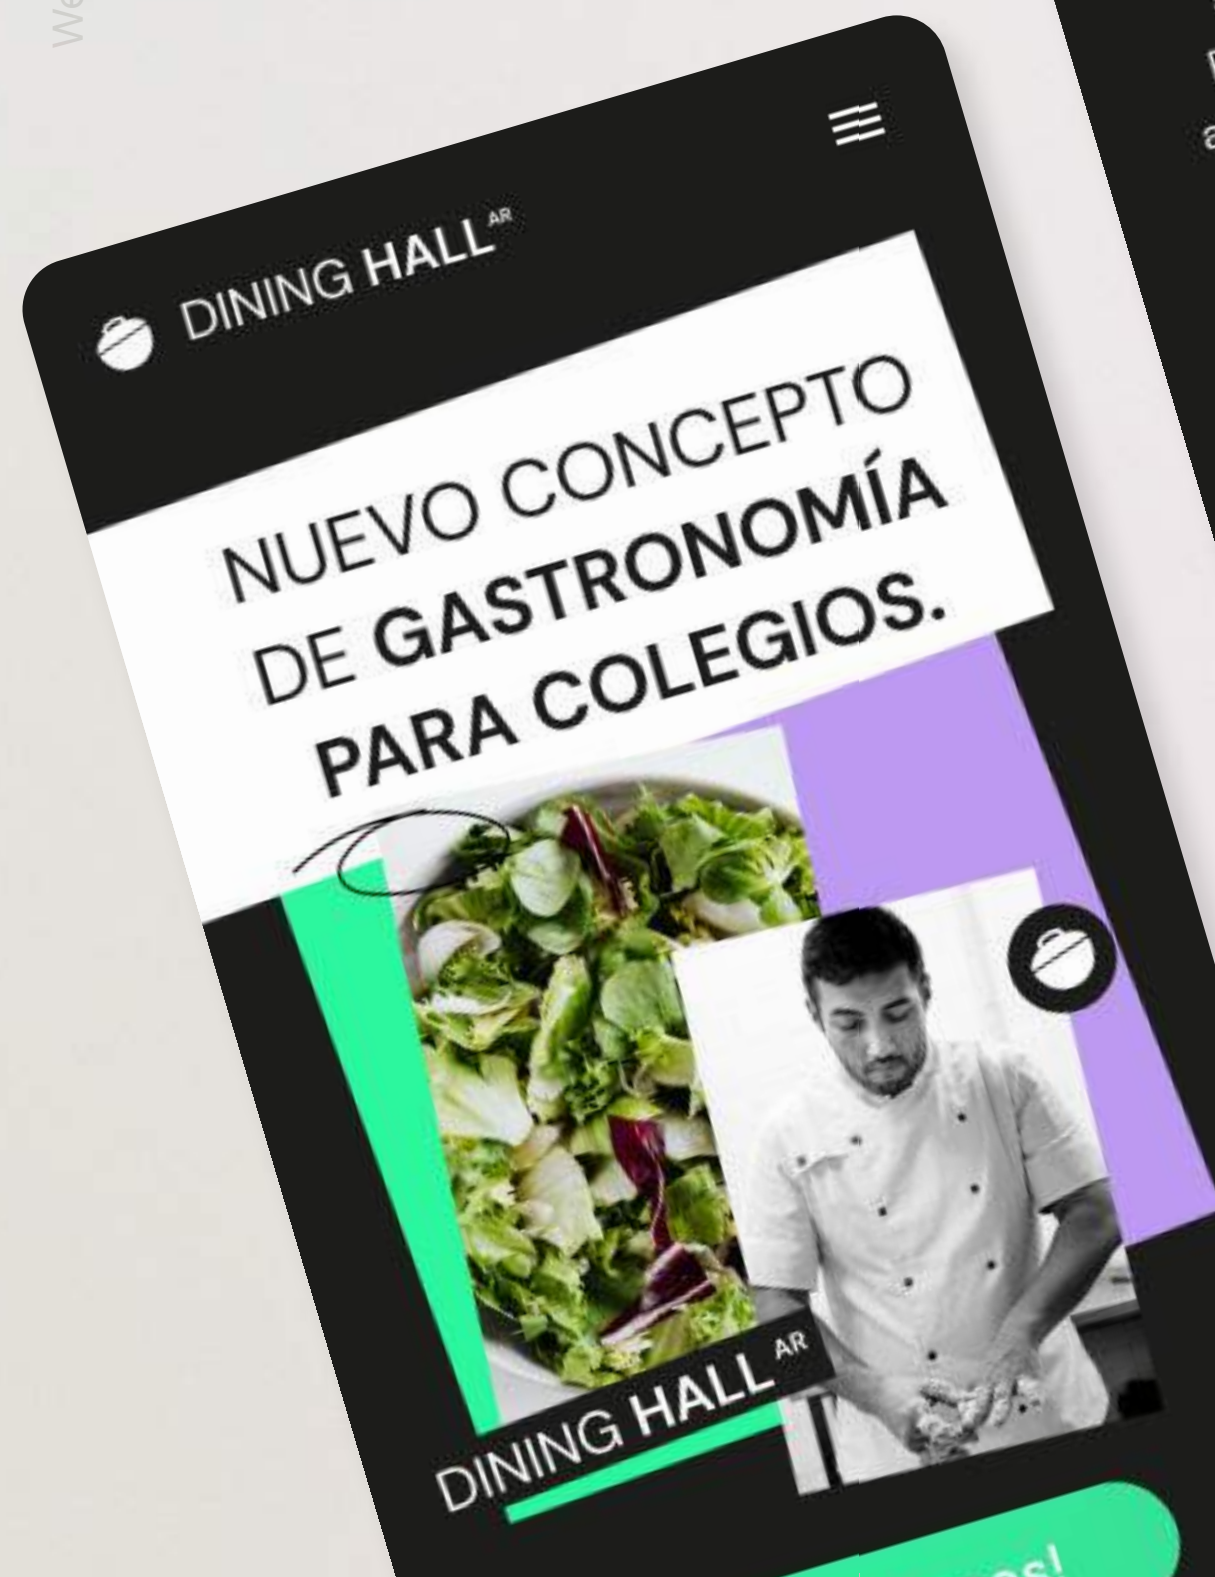 DINING HALL AR
NUEVO CONCEPTO
DE GASTRONOMÍA
PARA COLEGIOS.
DINING HALL AR